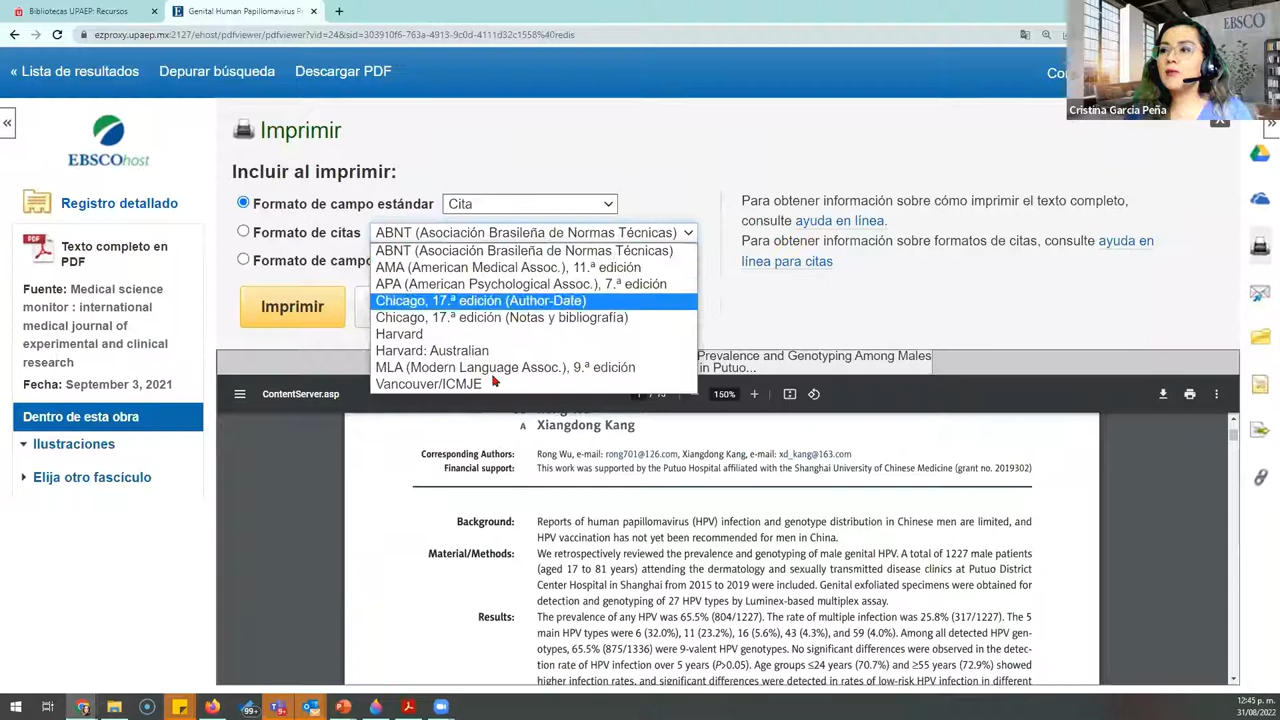 Bibliotecas UPAEP: Recursos
Genital Human Papillomavirus P
ezproxy.upaep.mx:2127/ehost/pdfviewer/pdfviewer?vid=24&sid=303910f6-763a-4913-9c0d-4111d32c1558%40redis
« Lista de resultados
Depurar búsqueda
Descargar PDF
EBSCO
Cristina García Peña
EBSCOhost
Registro detallado
Texto completo en
PDF
Fuente: Medical science
monitor : international
medical journal of
experimental and clinical
research
Fecha: September 3, 2021
Dentro de esta obra
Ilustraciones
Elija otro fascículo
Imprimir
Incluir al imprimir:
Formato de campo estándar
Cita
Formato de citas
ABNT (Asociación Brasileña de Normas Técnicas)
Formato de campo
ABNT (Asociación Brasileña de Normas Técnicas)
AMA (American Medical Assoc.), 11.ª edición
APA (American Psychological Assoc.), 7.ª edición
Chicago, 17.ª edición (Author-Date)
Chicago, 17.ª edición (Notas y bibliografía)
Harvard
Harvard: Australian
MLA (Modern Language Assoc.), 9.ª edición
Vancouver/ICMJE
Imprimir
Para obtener información sobre cómo imprimir el texto completo,
consulte ayuda en línea.
Para obtener información sobre formatos de citas, consulte ayuda en
línea para citas
Prevalence and Genotyping Among Males
in Putuo...
ContentServer.asp
150%
A Xiangdong Kang
Corresponding Authors: Rong Wu, e-mail: rong701@126.com, Xiangdong Kang, e-mail: xd_kang@163.com
Financial support: This work was supported by the Putuo Hospital affiliated with the Shanghai University of Chinese Medicine (grant no. 2019302)
Background: Reports of human papillomavirus (HPV) infection and genotype distribution in Chinese men are limited, and
HPV vaccination has not yet been recommended for men in China.
Material/Methods: We retrospectively reviewed the prevalence and genotyping of male genital HPV. A total of 1227 male patients
(aged 17 to 81 years) attending the dermatology and sexually transmitted disease clinics at Putuo District
Center Hospital in Shanghai from 2015 to 2019 were included. Genital exfoliated specimens were obtained for
detection and genotyping of 27 HPV types by Luminex-based multiplex assay.
Results: The prevalence of any HPV was 65.5% (804/1227). The rate of multiple infection was 25.8% (317/1227). The 5
main HPV types were 6 (32.0%), 11 (23.2%), 16 (5.6%), 43 (4.3%), and 59 (4.0%). Among all detected HPV gen-
otypes, 65.5% (875/1336) were 9-valent HPV genotypes. No significant differences were observed in the detec-
tion rate of HPV infection over 5 years (P>0.05). Age groups ≤24 years (70.7%) and ≥55 years (72.9%) showed
higher infection rates, and significant differences were detected in rates of low-risk HPV infection in different
99+
12:45 p. m.
31/08/2022